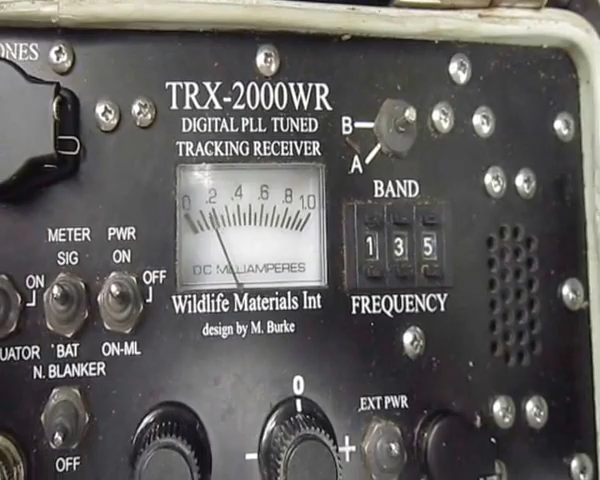 ONES
TRX-2000WR
DIGITAL PLL TUNED
TRACKING RECEIVER
B
A
BAND
0 .2 .4 .6 .8 1.0
DC MILLIAMPERES
1 3 5
FREQUENCY
METER
SIG
PWR
ON
ON
OFF
BAT
ON-ML
Wildlife Materials Int
design by M. Burke
UATOR
N. BLANKER
OFF
0
- +
EXT PWR